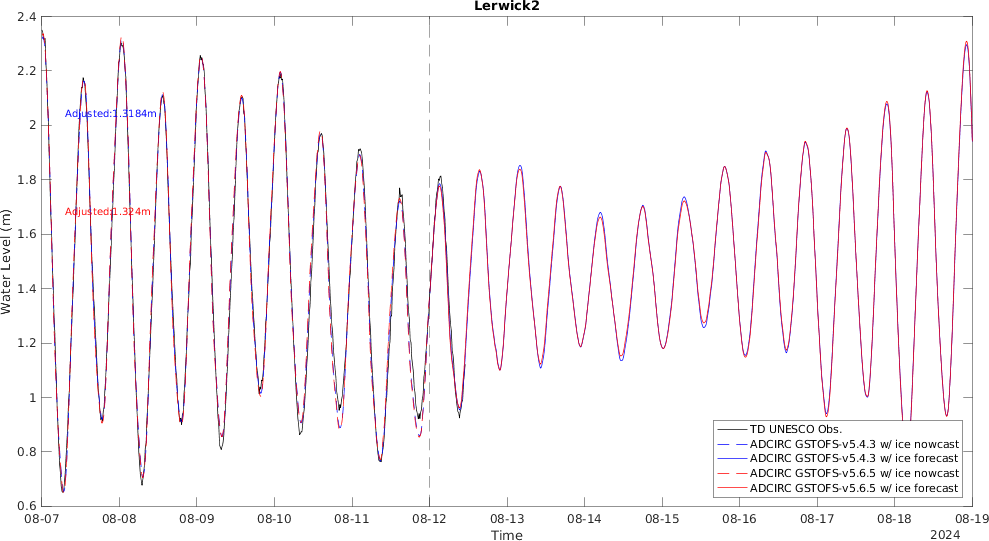 Lerwick2
2.4
2.2
2
1.8
1.6
1.4
1.2
1
0.8
0.6
Water Level (m)
Adjusted:1.3184m
Adjusted:1.324m
TD UNESCO Obs.
ADCIRC GSTOFS-v5.4.3 w/ ice nowcast
ADCIRC GSTOFS-v5.4.3 w/ ice forecast
ADCIRC GSTOFS-v5.6.5 w/ ice nowcast
ADCIRC GSTOFS-v5.6.5 w/ ice forecast
08-07 08-08 08-09 08-10 08-11 08-12 08-13 08-14 08-15 08-16 08-17 08-18 08-19
Time
2024